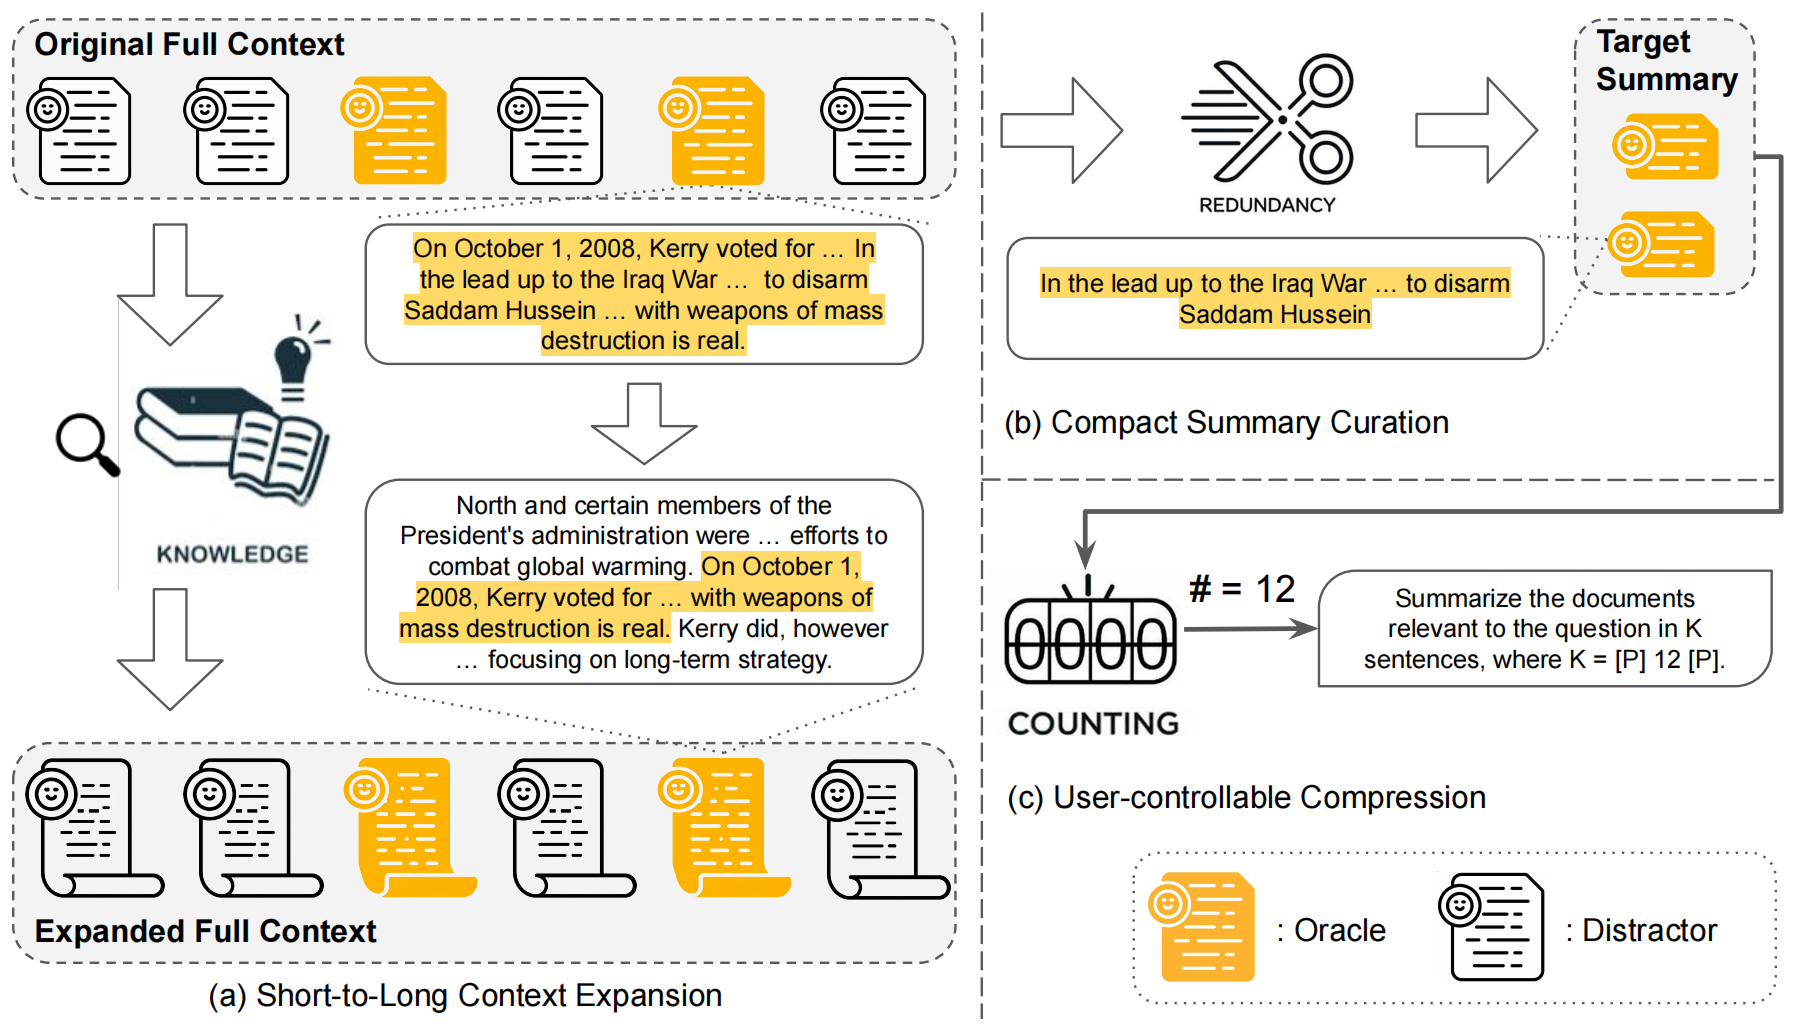 Original Full Context
On October 1, 2008, Kerry voted for … In
the lead up to the Iraq War … to disarm
Saddam Hussein … with weapons of mass
destruction is real.
KNOWLEDGE
North and certain members of the
President's administration were … efforts to
combat global warming. On October 1,
2008, Kerry voted for … with weapons of
mass destruction is real. Kerry did, however
… focusing on long-term strategy.
Expanded Full Context
(a) Short-to-Long Context Expansion
REDUNDANCY
Target
Summary
In the lead up to the Iraq War … to disarm
Saddam Hussein
(b) Compact Summary Curation
0000
COUNTING
# = 12
Summarize the documents
relevant to the question in K
sentences, where K = [P] 12 [P].
(c) User-controllable Compression
: Oracle
: Distractor